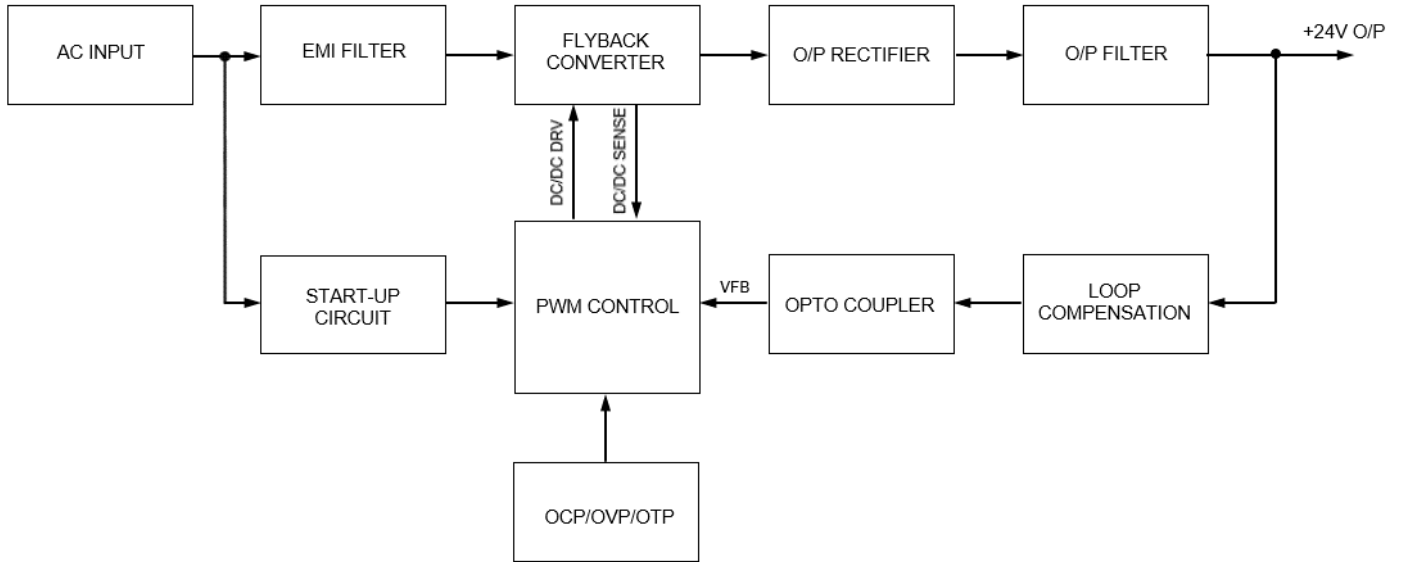 AC INPUT
EMI FILTER
FLYBACK
CONVERTER
O/P RECTIFIER
O/P FILTER
+24V O/P
DC/DC DRV
DC/DC SENSE
START-UP
CIRCUIT
PWM CONTROL
VFB
OPTO COUPLER
LOOP
COMPENSATION
OCP/OVP/OTP